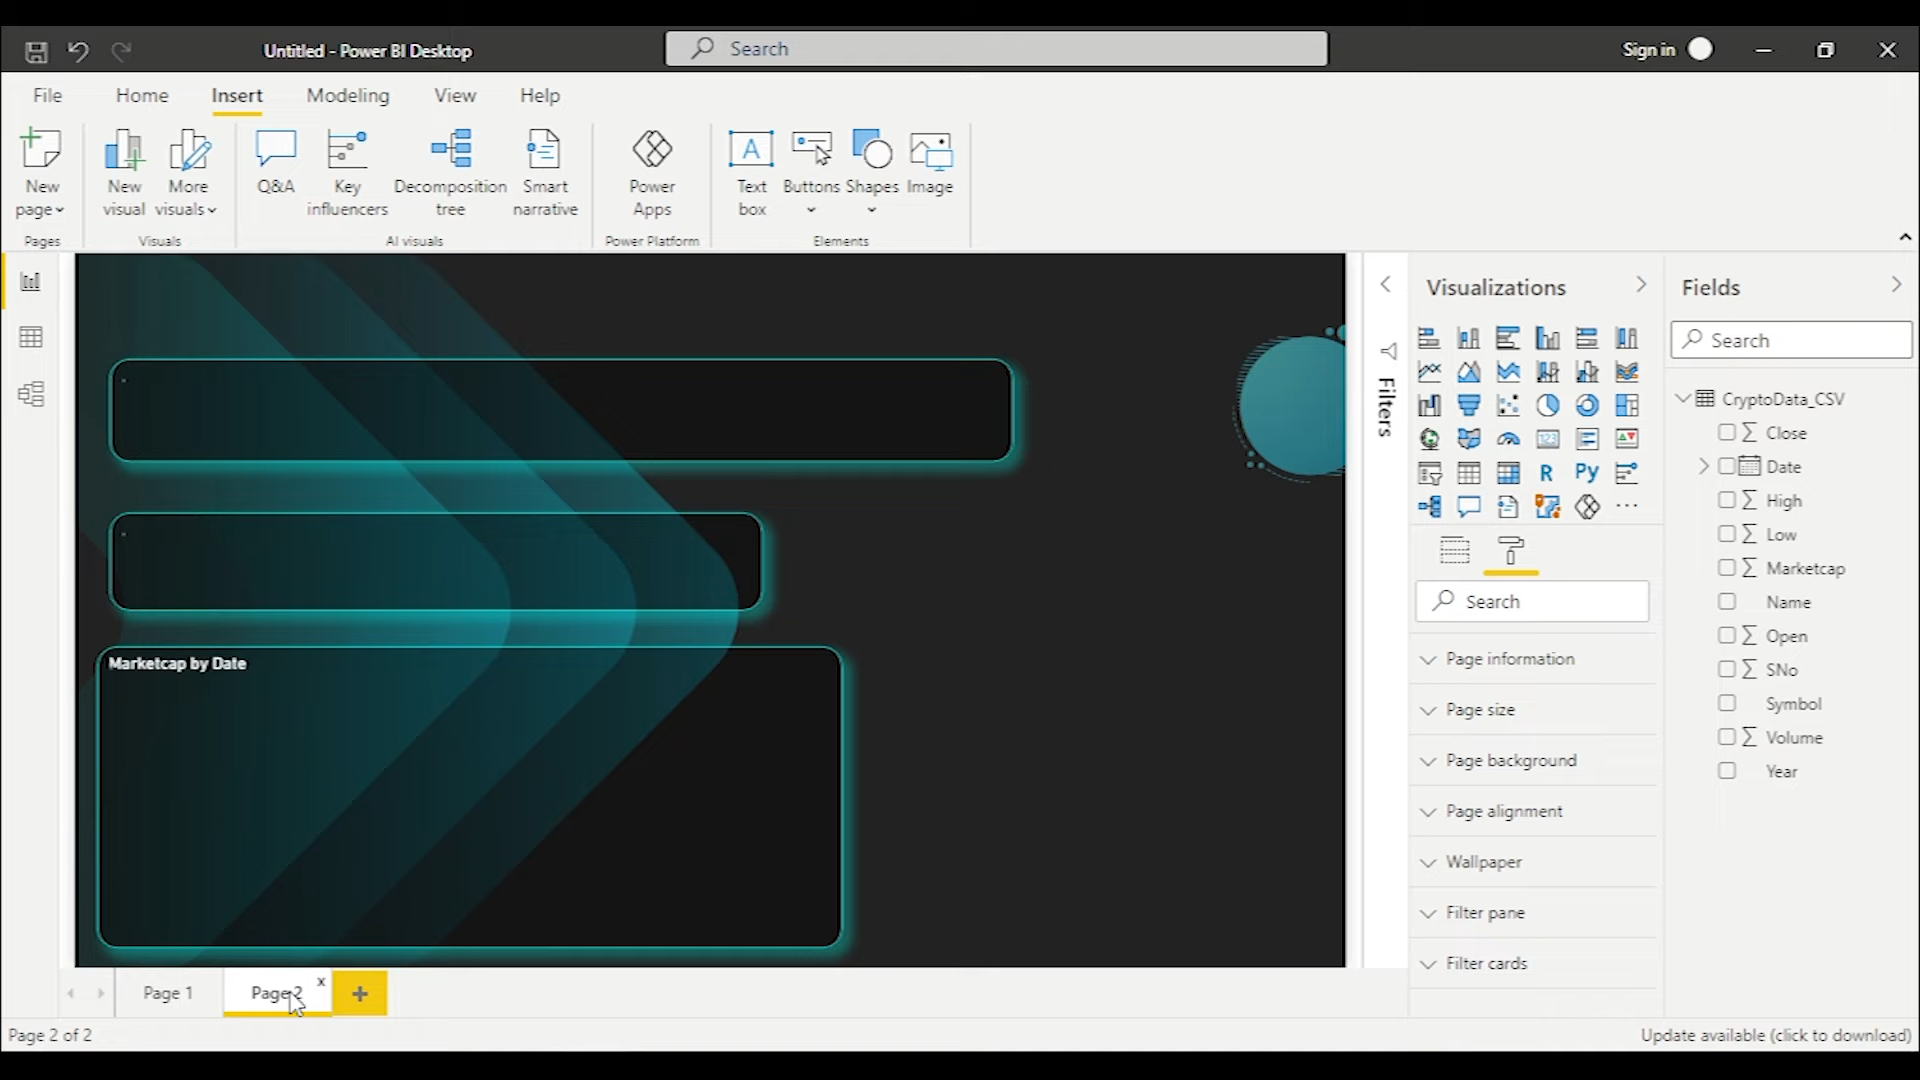 Untitled - Power BI Desktop
Search
Sign in
File
Home
Insert
Modeling
View
Help
New page
New visual
More visuals
Q&A
Key influencers
Decomposition tree
Smart narrative
Power Apps
Text box
Buttons
Shapes
Image
Pages
Visuals
AI visuals
Power Platform
Elements
Marketcap by Date
Filters
Visualizations
123
R
Py
Search
Page information
Page size
Page background
Page alignment
Wallpaper
Filter pane
Filter cards
Fields
Search
CryptoData_CSV
Close
Date
High
Low
Marketcap
Name
Open
SNo
Symbol
Volume
Year
Page 1
Page 2
Page 2 of 2
Update available (click to download)